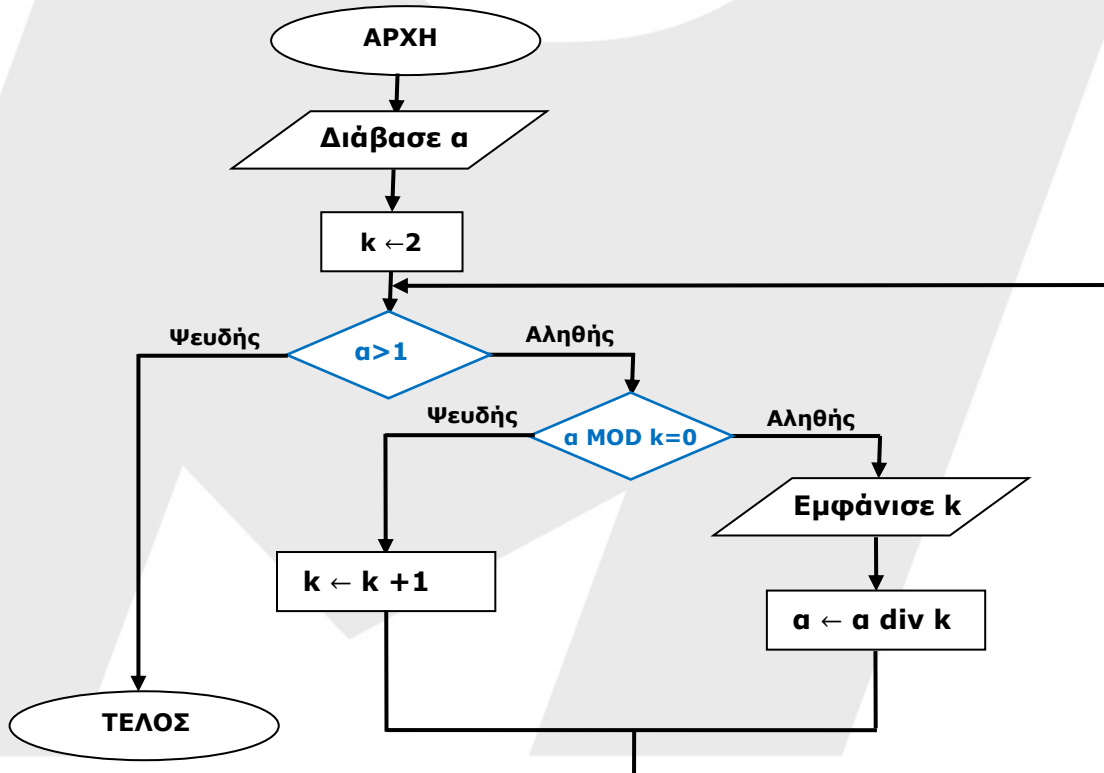 ΑΡΧΗ
Διάβασε α
k ←2
Ψευδής
α>1
Αληθής
Ψευδής
α MOD k=0
Αληθής
Εμφάνισε k
k ← k +1
α ← α div k
ΤΕΛΟΣ